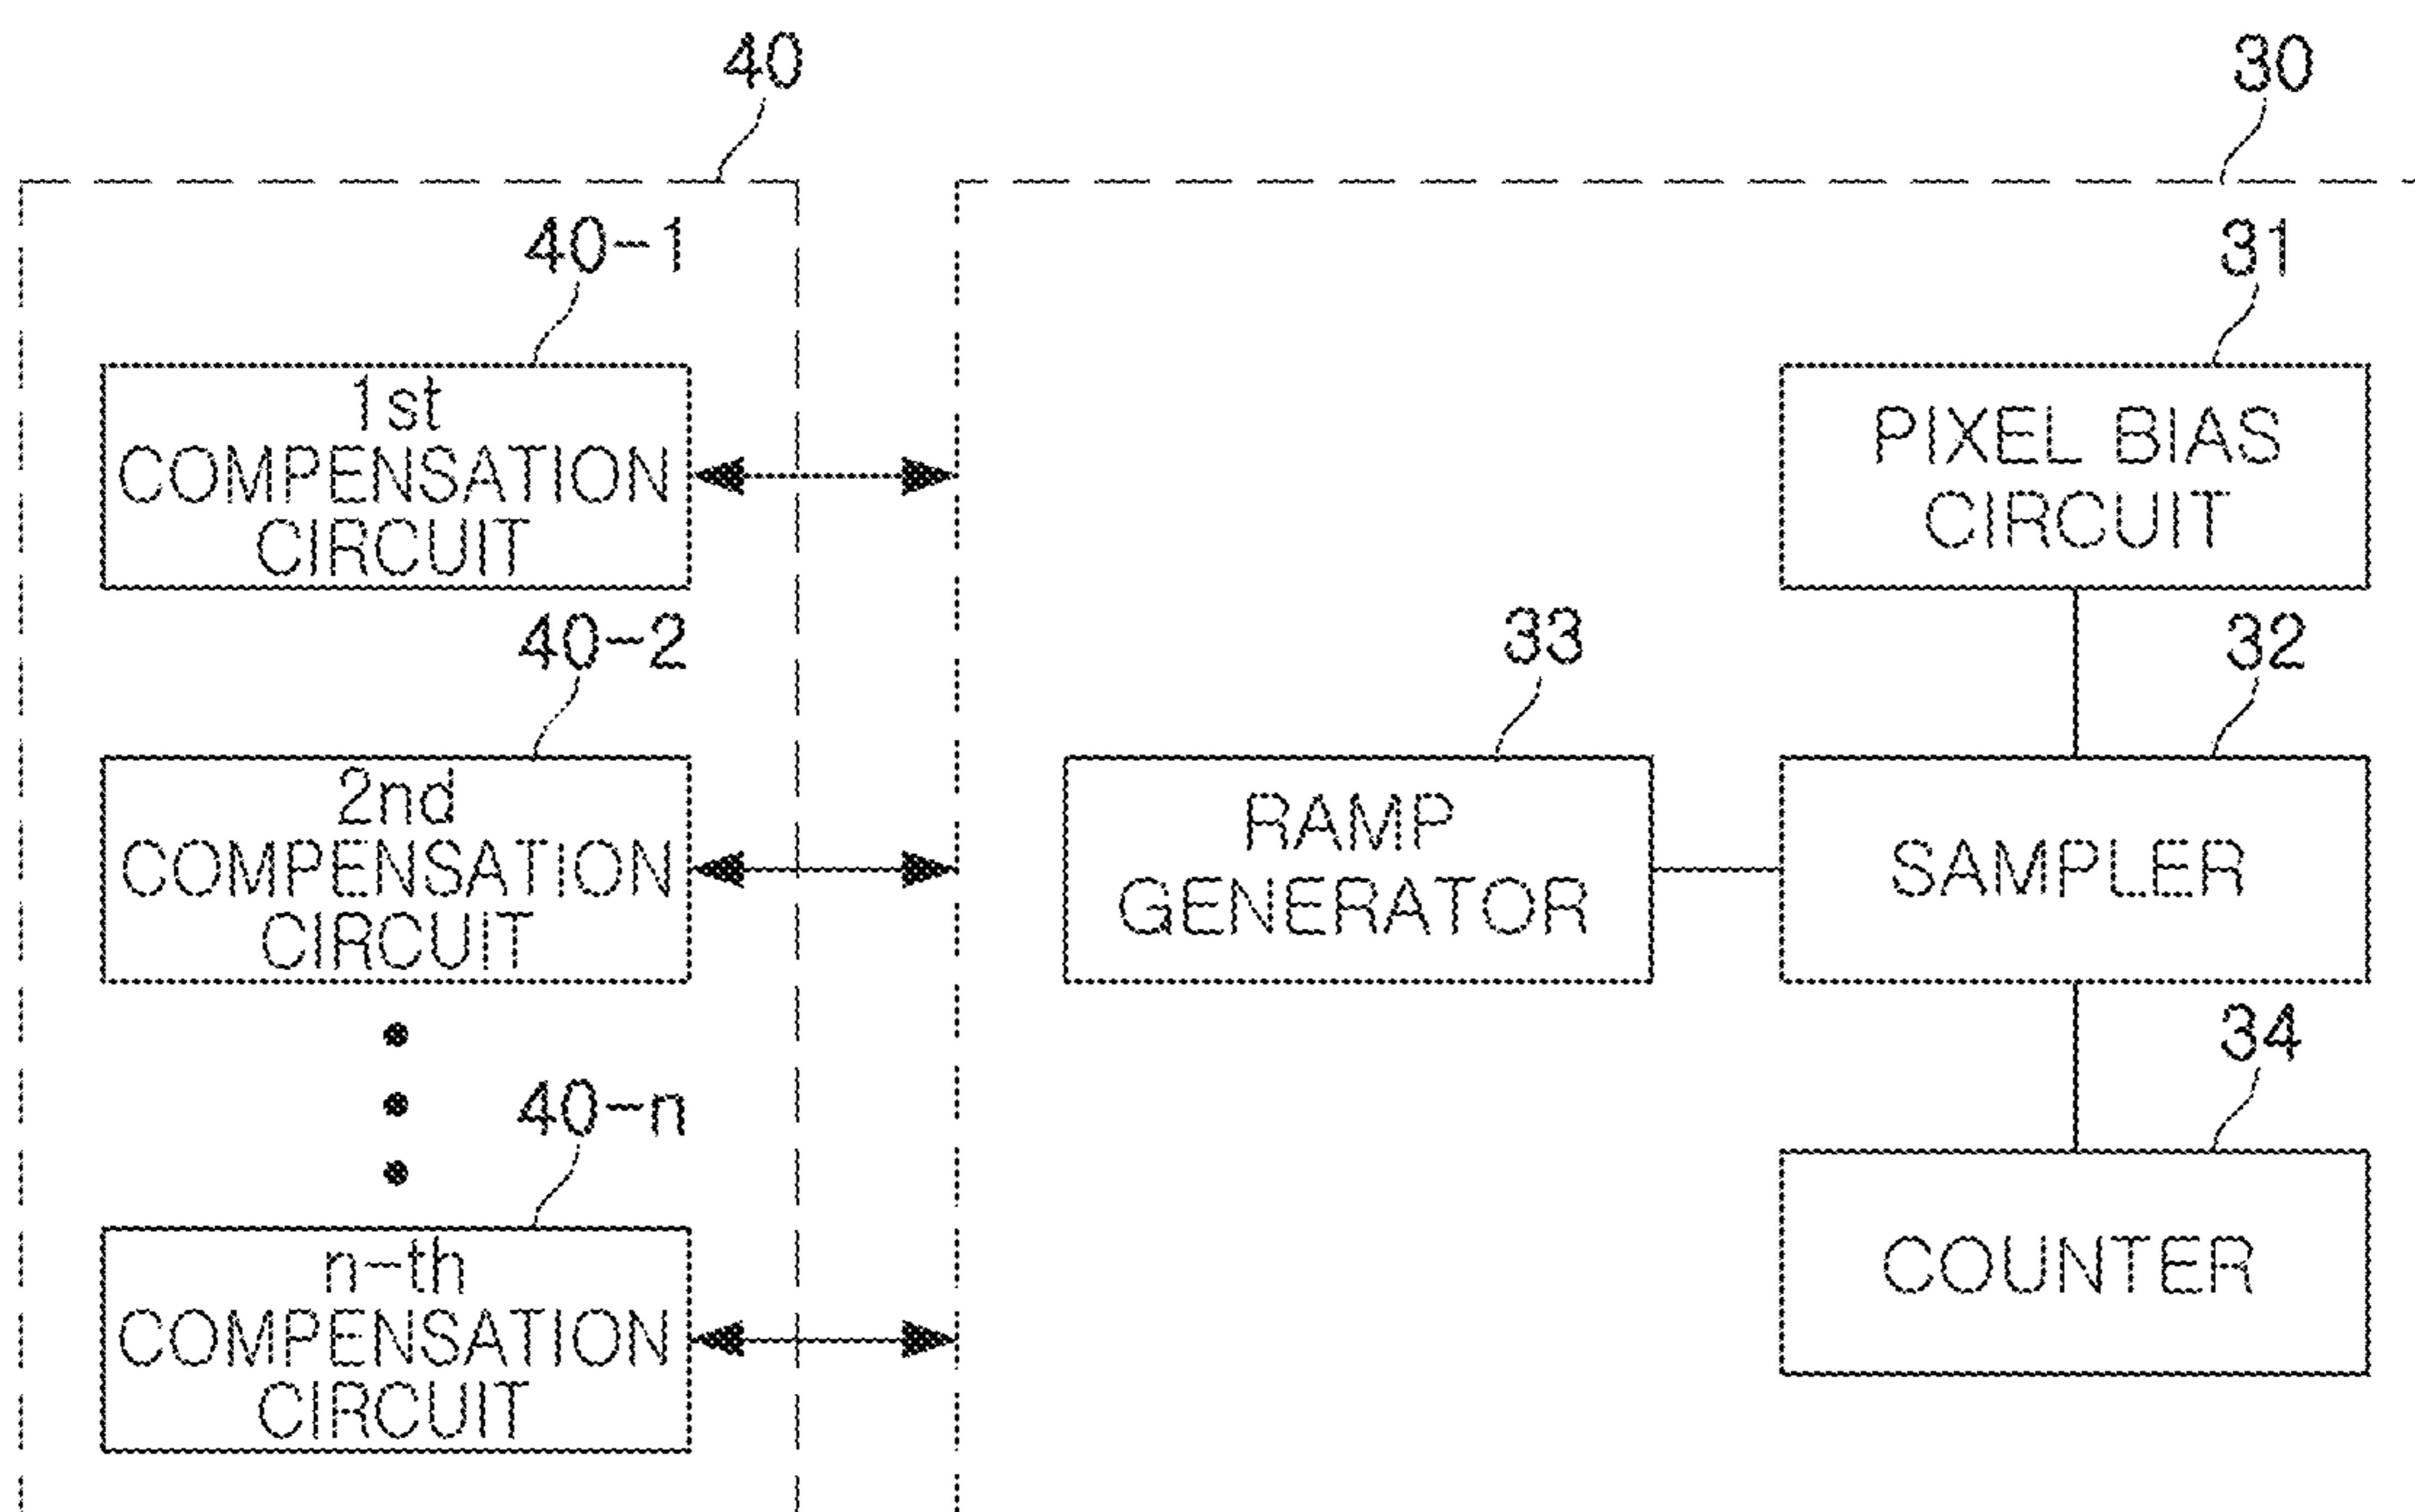 40
30
40-1
31
1st
COMPENSATION
CIRCUIT
PIXEL BIAS
CIRCUIT
40-2
33
32
2nd
COMPENSATION
CIRCUIT
RAMP
GENERATOR
SAMPLER
34
40-n
n-th
COMPENSATION
CIRCUIT
COUNTER